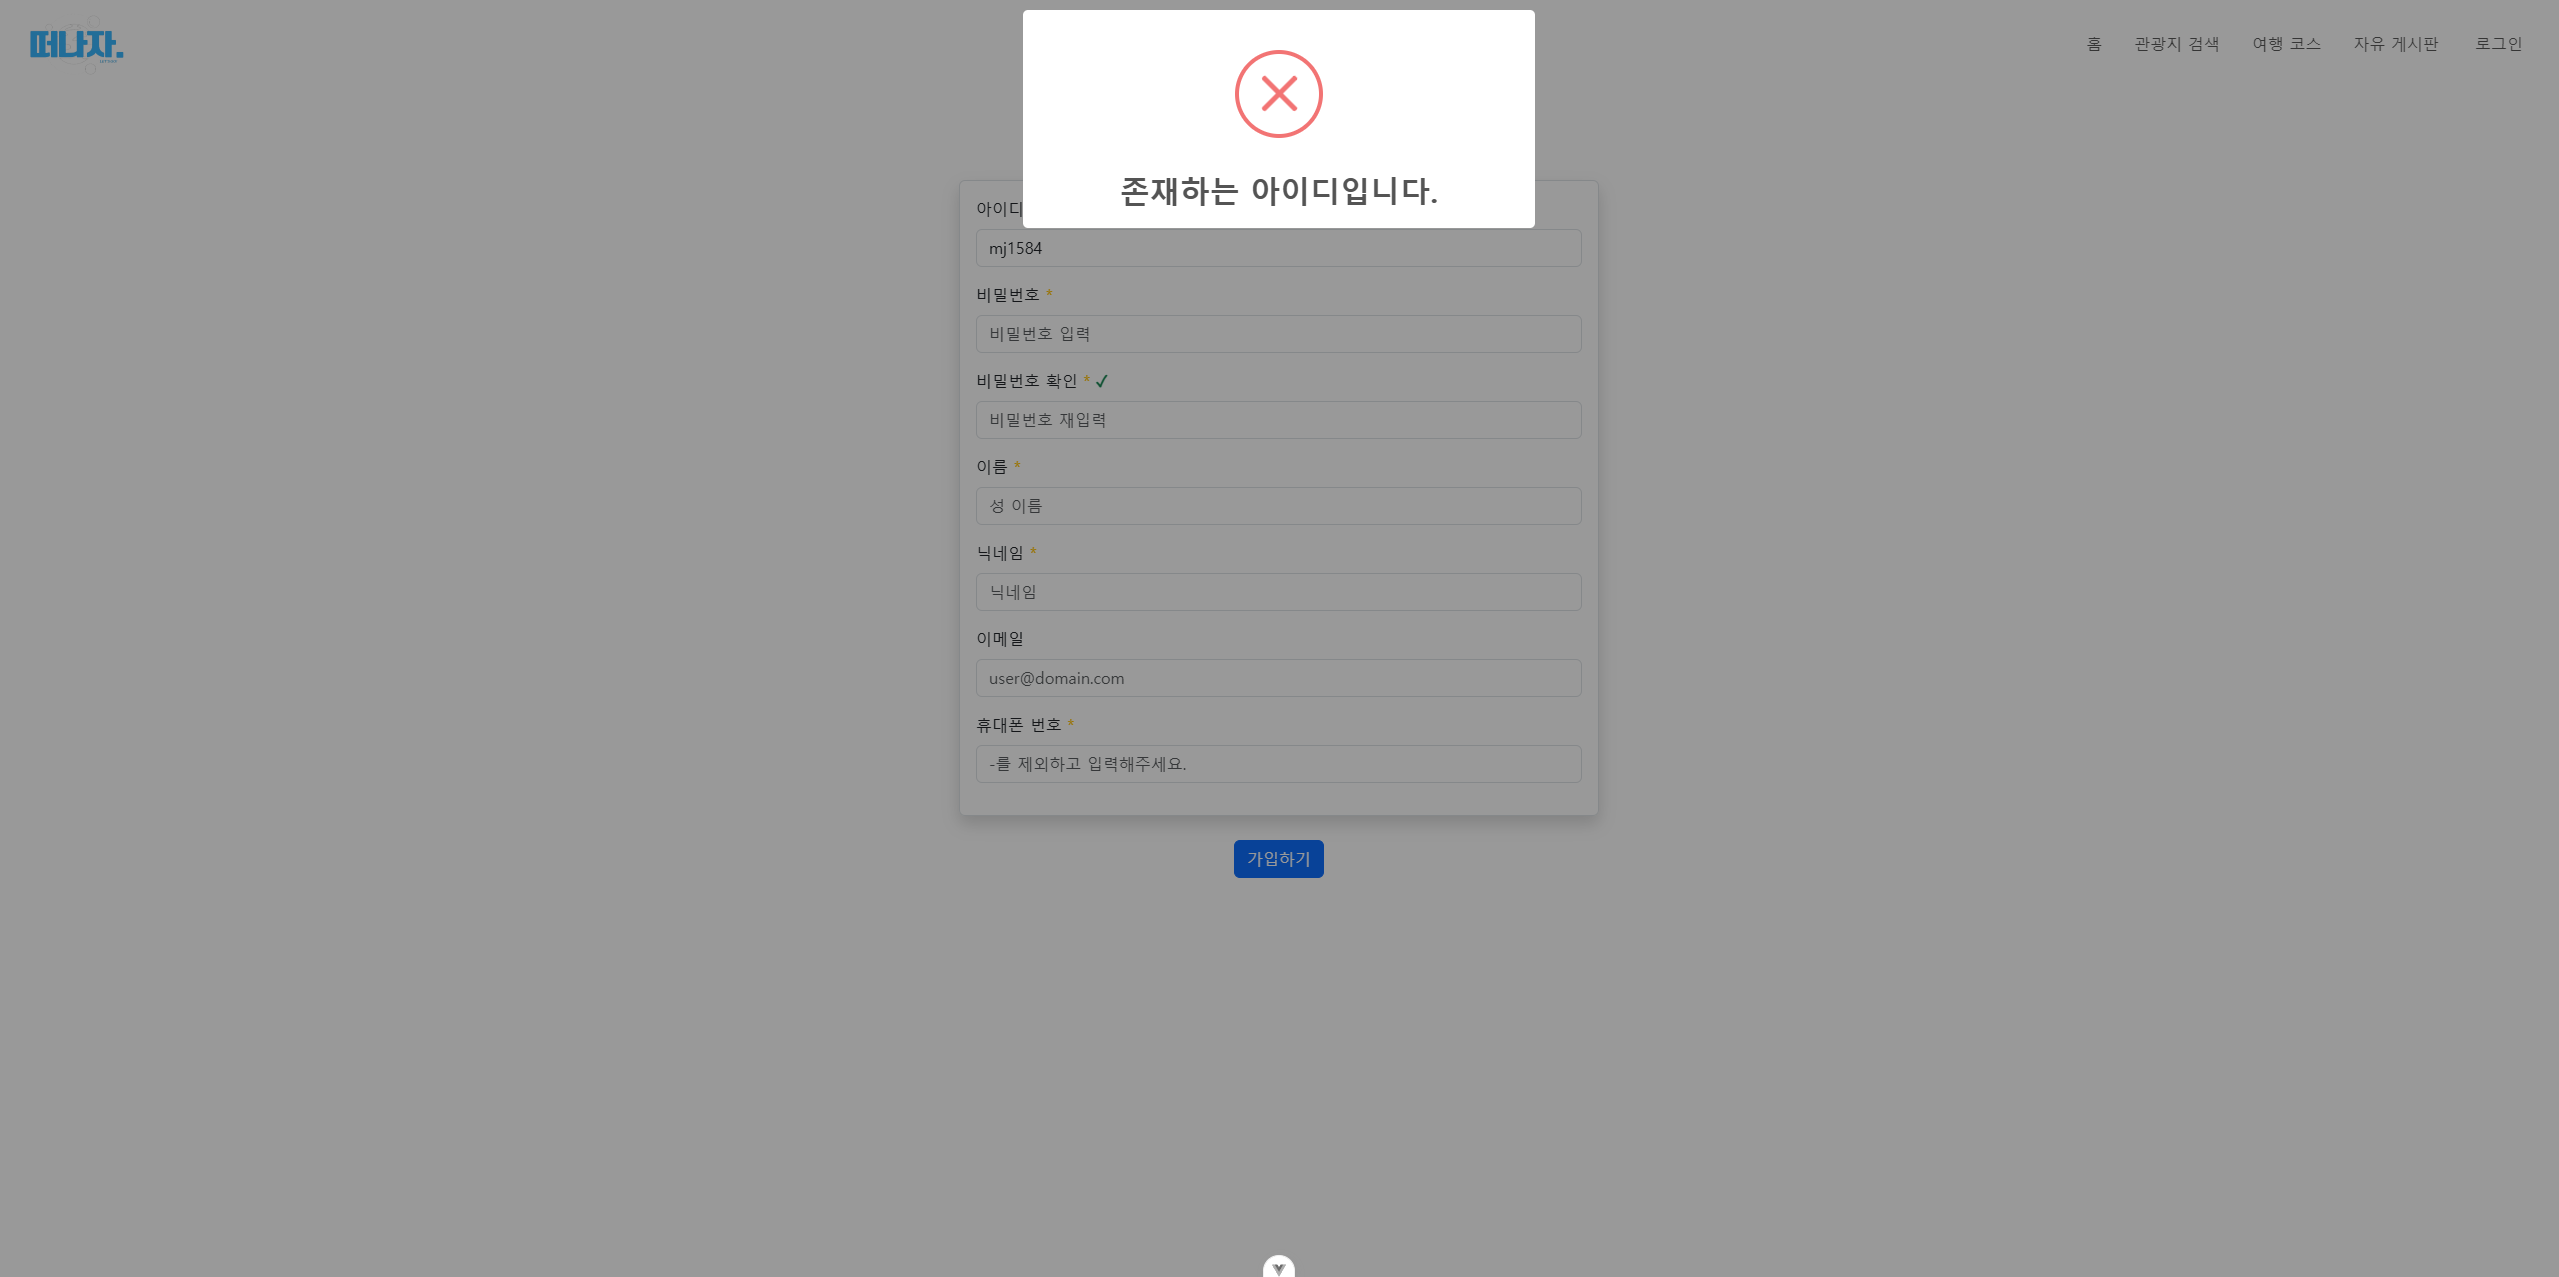 떠나자.
홈 관광지 검색 여행 코스 자유 게시판 로그인
존재하는 아이디입니다.
아이디
mj1584
비밀번호 *
비밀번호 입력
비밀번호 확인 * ✓
비밀번호 재입력
이름 *
성 이름
닉네임 *
닉네임
이메일
user@domain.com
휴대폰 번호 *
-를 제외하고 입력해주세요.
가입하기